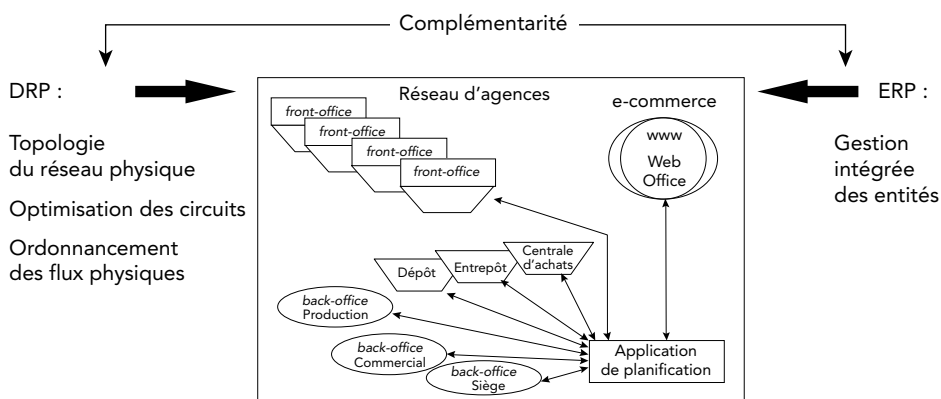 Complémentarité
DRP :
Topologie
du réseau physique
Optimisation des circuits
Ordonnancement
des flux physiques
Réseau d'agences
front-office
front-office
front-office
front-office
e-commerce
www
Web
Office
Centrale
d'achats
Entrepôt
Dépôt
back-office
Production
back-office
Commercial
back-office
Siège
Application
de planification
ERP :
Gestion
intégrée
des entités